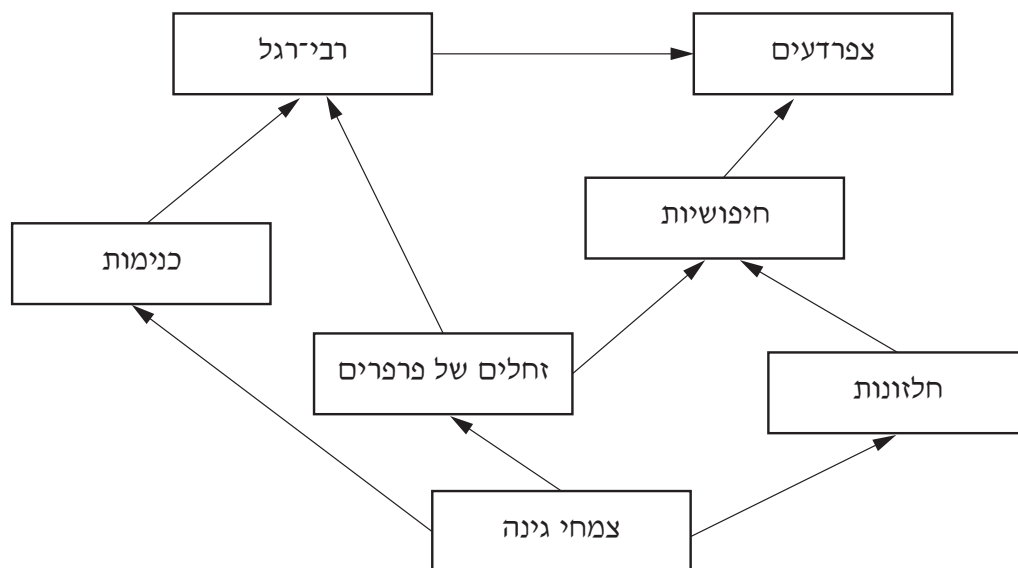 רבי־רגל
צפרדעים
חיפושיות
כנימות
זחלים של פרפרים
חלזונות
צמחי גינה